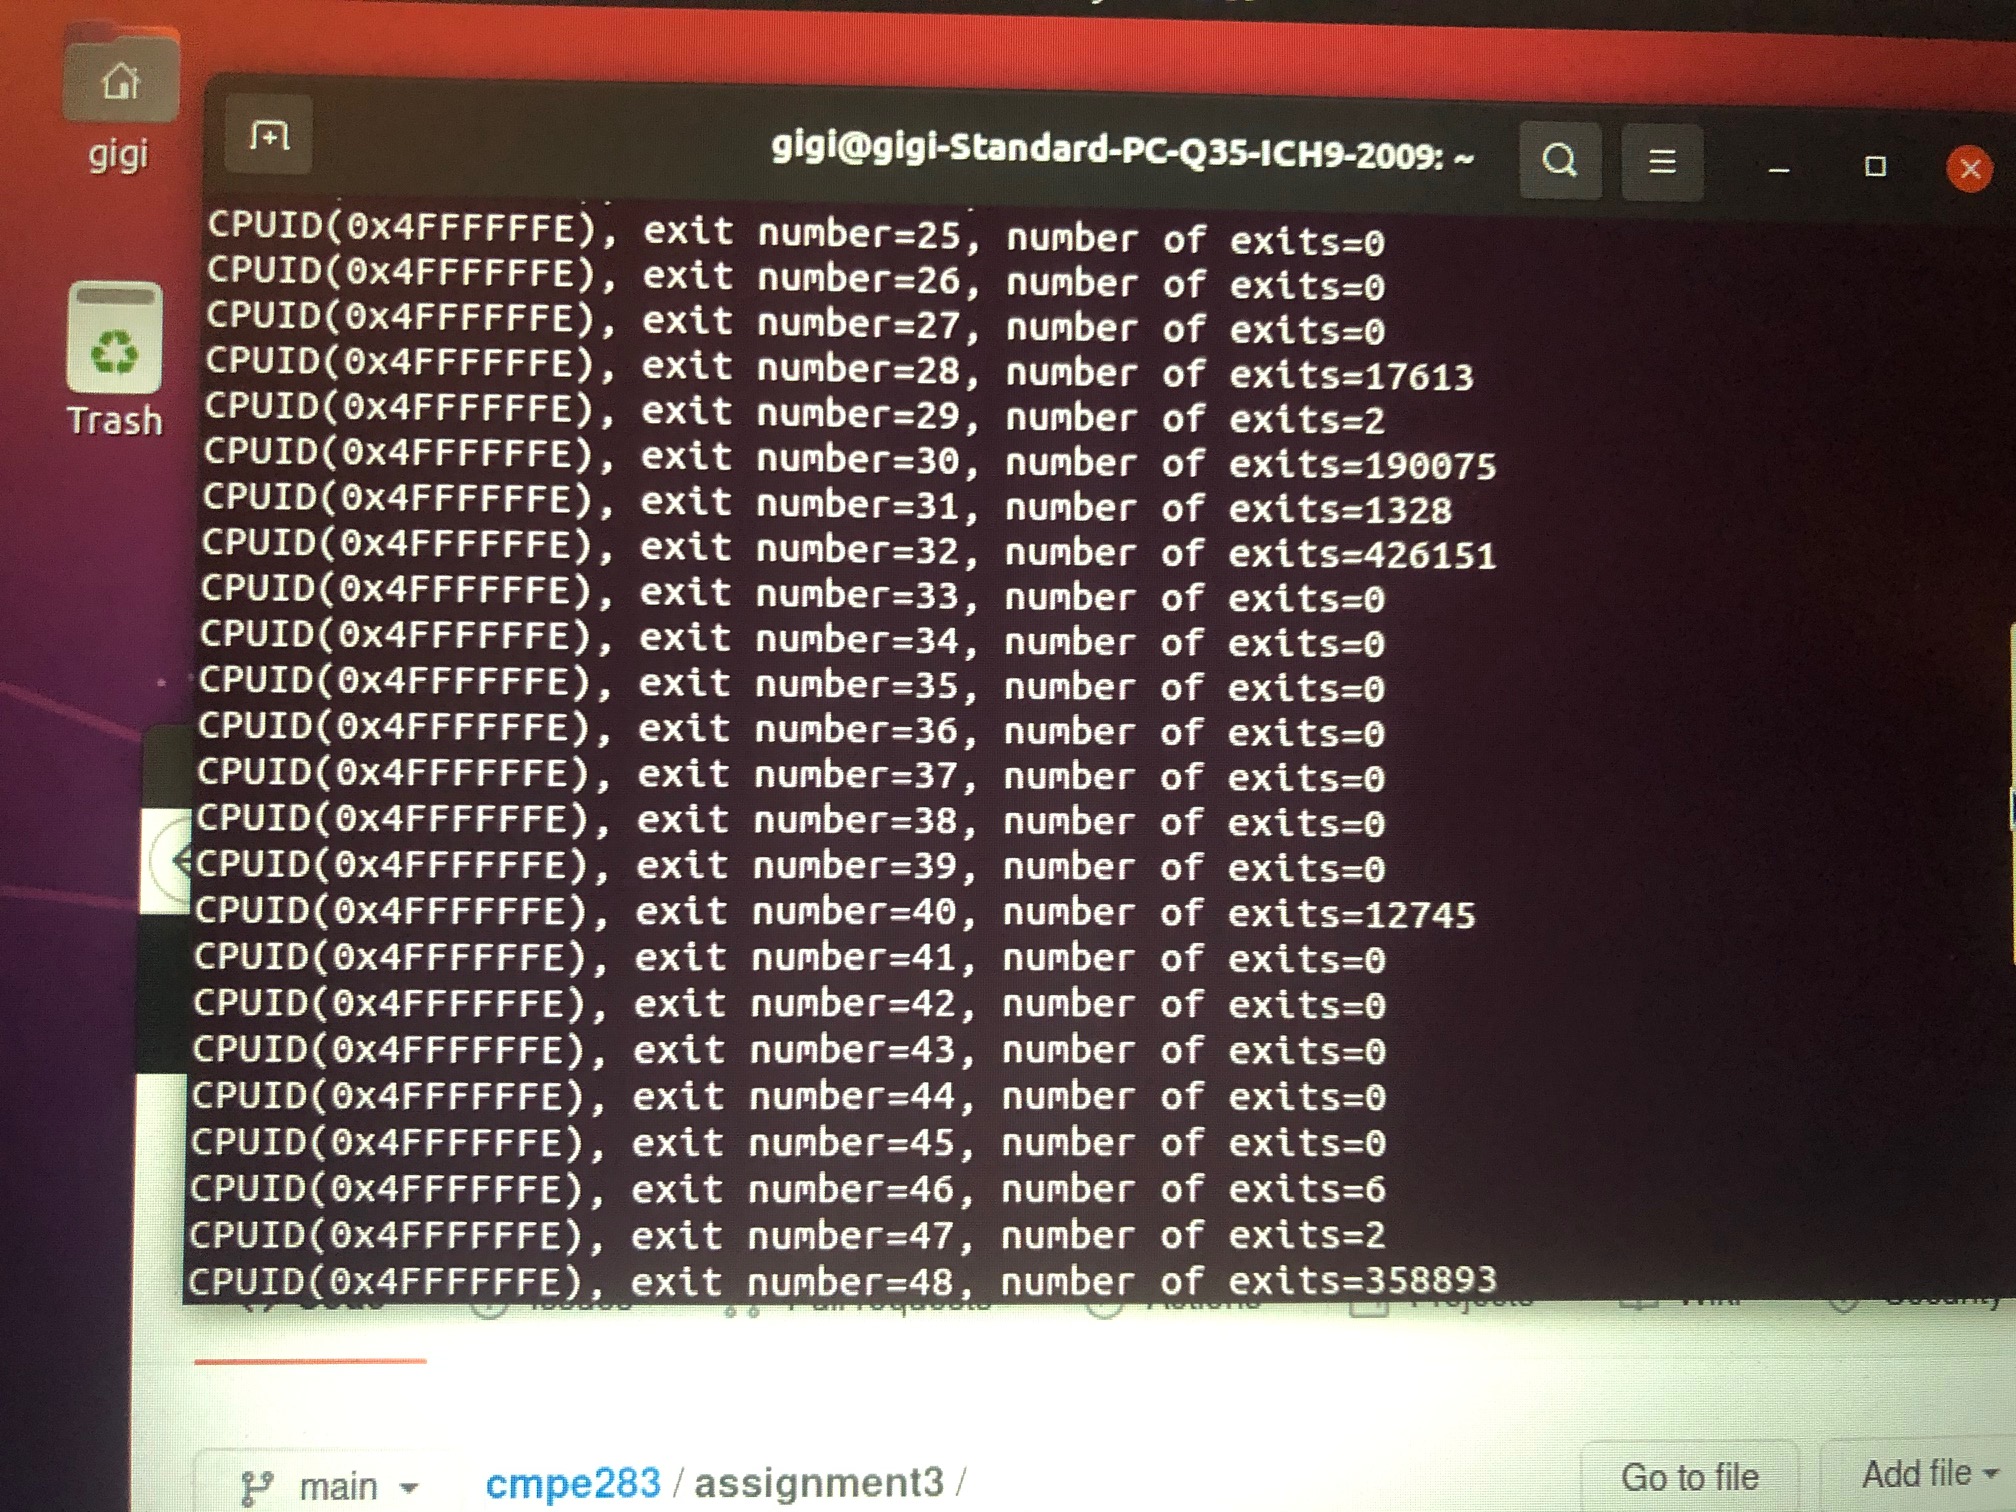 gigi
Trash
gigi@gigi-Standard-PC-Q35-ICH9-2009: ~
CPUID(0x4FFFFFFE), exit number=25, number of exits=0
CPUID(0x4FFFFFFE), exit number=26, number of exits=0
CPUID(0x4FFFFFFE), exit number=27, number of exits=0
CPUID(0x4FFFFFFE), exit number=28, number of exits=17613
CPUID(0x4FFFFFFE), exit number=29, number of exits=2
CPUID(0x4FFFFFFE), exit number=30, number of exits=190075
CPUID(0x4FFFFFFE), exit number=31, number of exits=1328
CPUID(0x4FFFFFFE), exit number=32, number of exits=426151
CPUID(0x4FFFFFFE), exit number=33, number of exits=0
CPUID(0x4FFFFFFE), exit number=34, number of exits=0
CPUID(0x4FFFFFFE), exit number=35, number of exits=0
CPUID(0x4FFFFFFE), exit number=36, number of exits=0
CPUID(0x4FFFFFFE), exit number=37, number of exits=0
CPUID(0x4FFFFFFE), exit number=38, number of exits=0
CPUID(0x4FFFFFFE), exit number=39, number of exits=0
CPUID(0x4FFFFFFE), exit number=40, number of exits=12745
CPUID(0x4FFFFFFE), exit number=41, number of exits=0
CPUID(0x4FFFFFFE), exit number=42, number of exits=0
CPUID(0x4FFFFFFE), exit number=43, number of exits=0
CPUID(0x4FFFFFFE), exit number=44, number of exits=0
CPUID(0x4FFFFFFE), exit number=45, number of exits=0
CPUID(0x4FFFFFFE), exit number=46, number of exits=6
CPUID(0x4FFFFFFE), exit number=47, number of exits=2
CPUID(0x4FFFFFFE), exit number=48, number of exits=358893
main cmpe283 / assignment3 / Go to file Add file